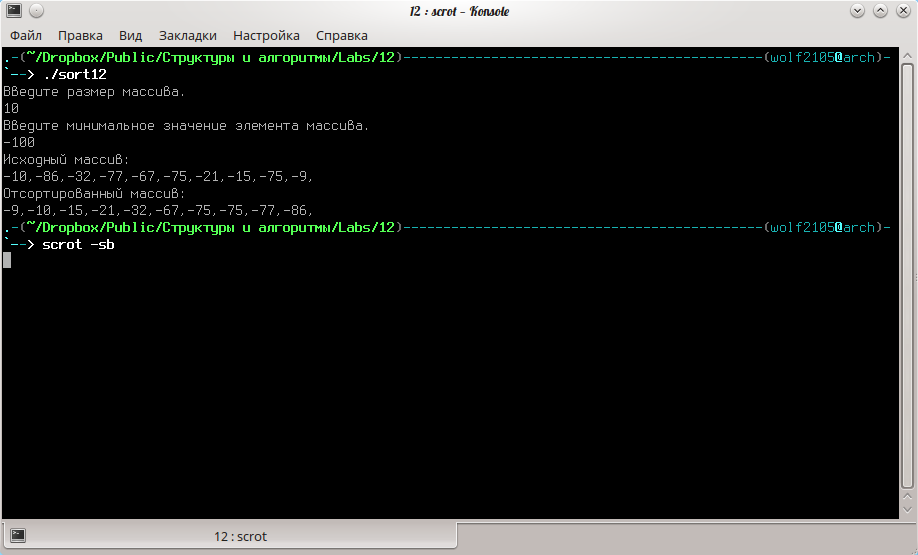 12 : scrot – Konsole
Файл Правка Вид Закладки Настройка Справка
.-(~/Dropbox/Public/Структуры и алгоритмы/Labs/12)---------------------------------------------(wolf2105@arch)-
`--> ./sort12
Введите размер массива.
10
Введите минимальное значение элемента массива.
-100
Исходный массив:
-10,-86,-32,-77,-67,-75,-21,-15,-75,-9,
Отсортированный массив:
-9,-10,-15,-21,-32,-67,-75,-75,-77,-86,
.-(~/Dropbox/Public/Структуры и алгоритмы/Labs/12)---------------------------------------------(wolf2105@arch)-
`--> scrot -sb
12 : scrot